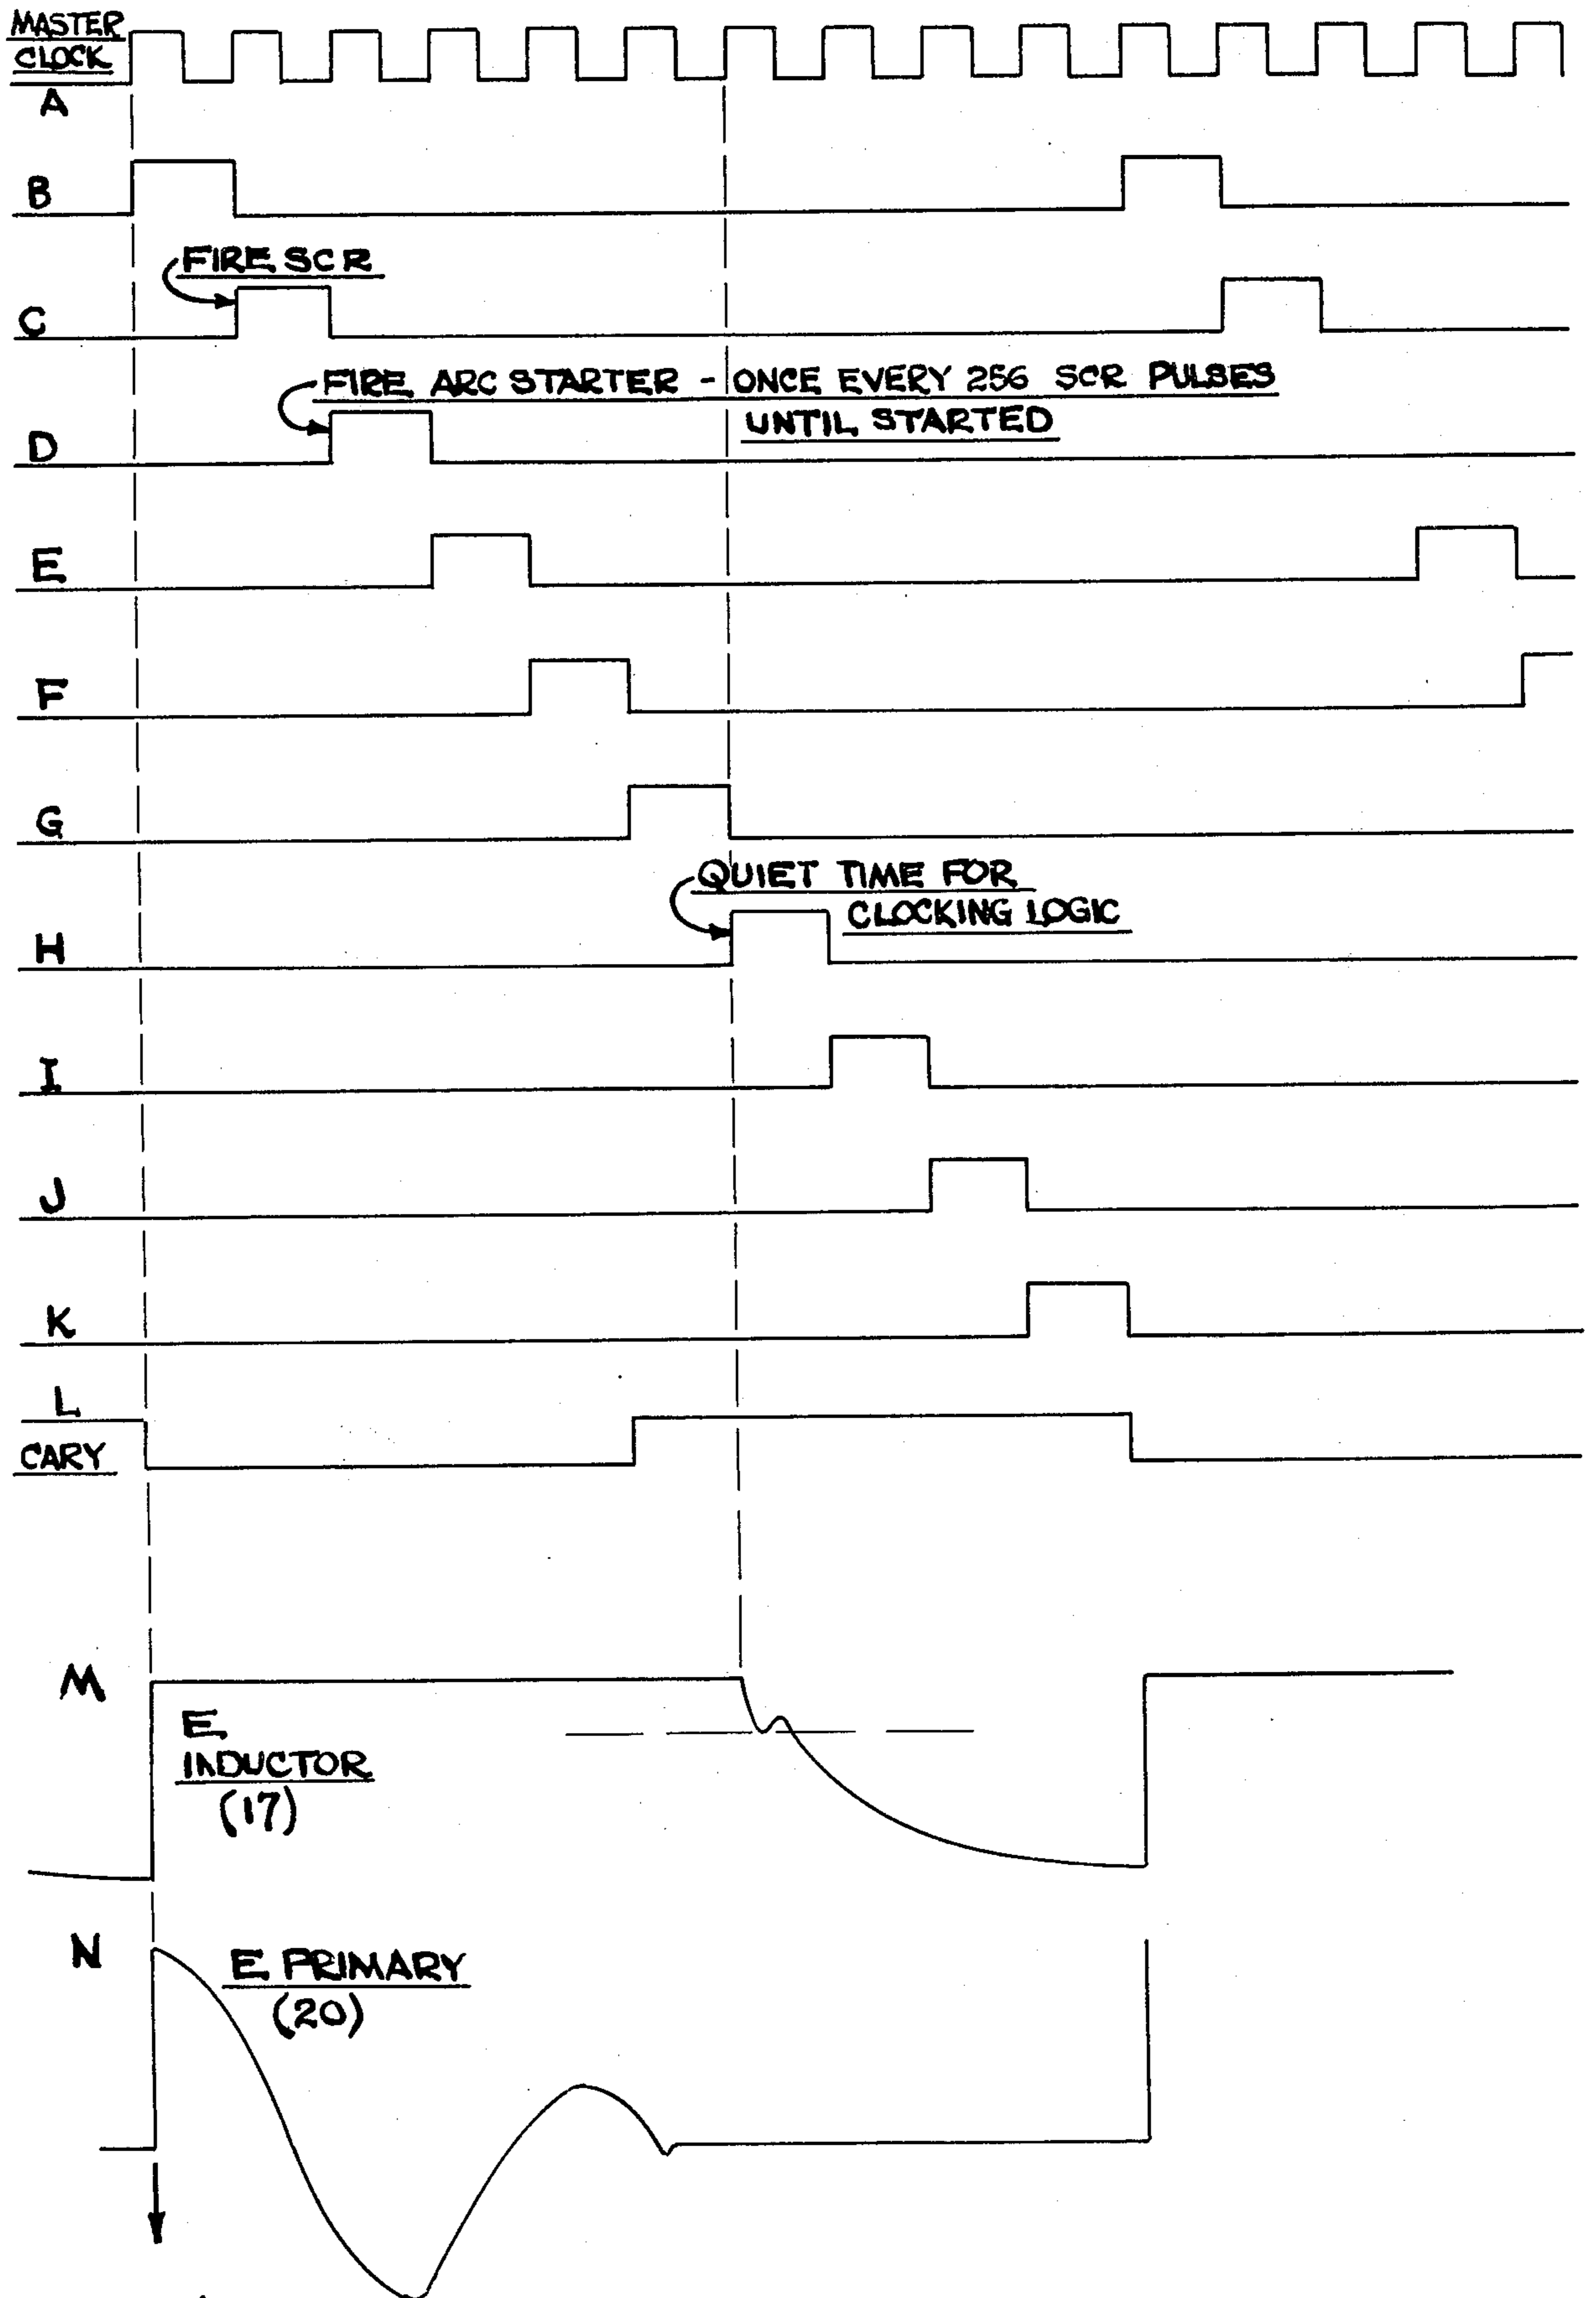 MASTER
CLOCK
A
B
FIRE SCR
C
FIRE ARC STARTER - ONCE EVERY 256 SCR PULSES
UNTIL STARTED
D
E
F
G
QUIET TIME FOR
CLOCKING LOGIC
H
I
J
K
L
CARY
M
E
INDUCTOR
(17)
N
E PRIMARY
(20)